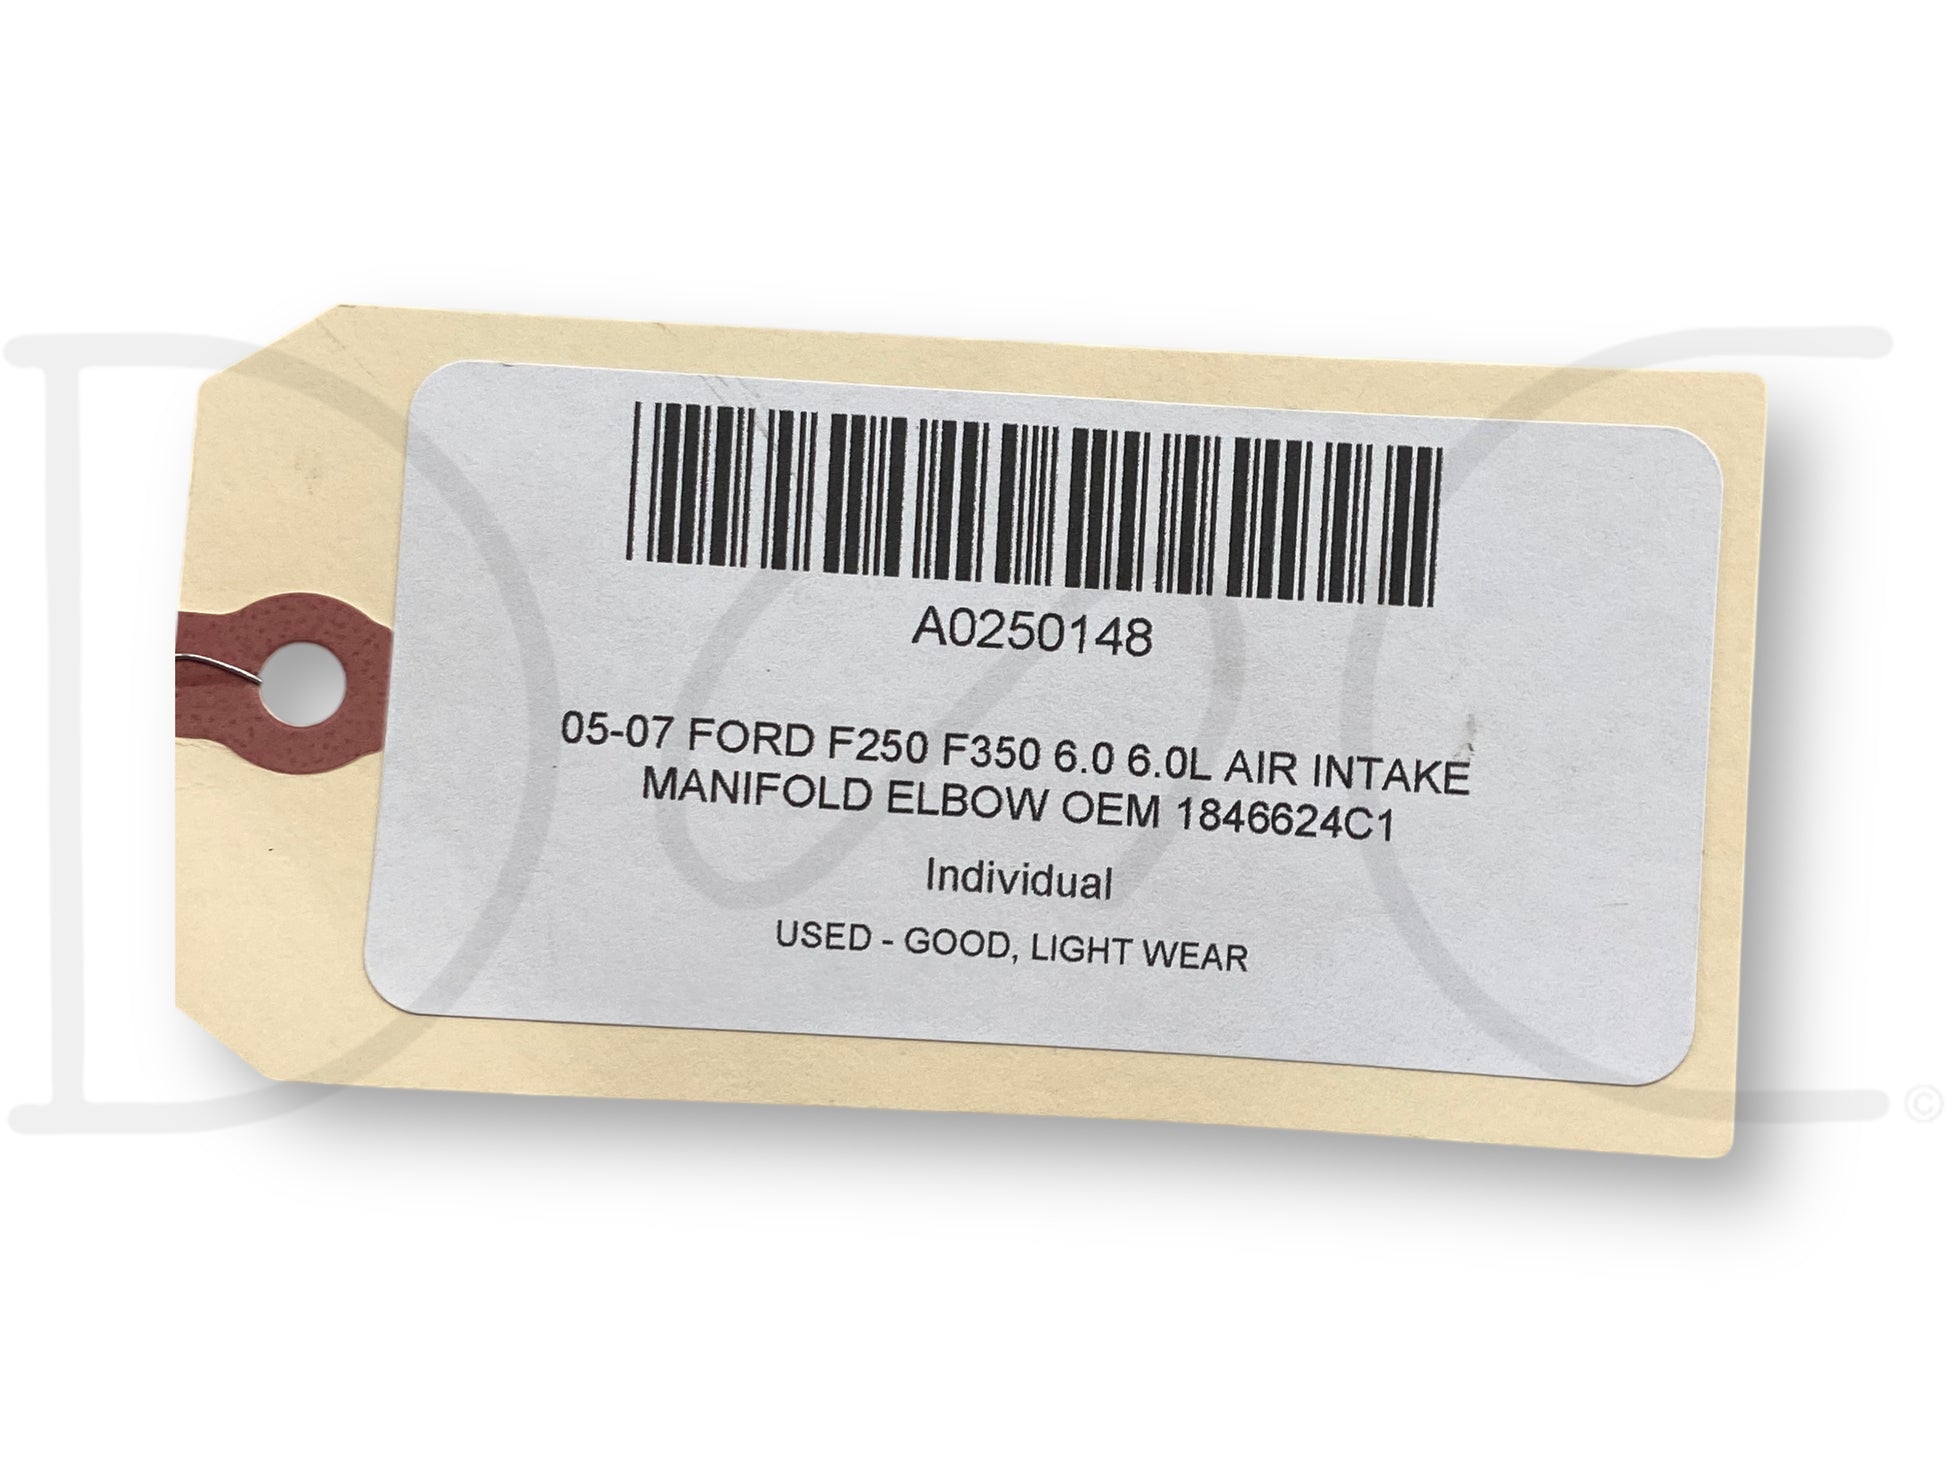 A0250148
05-07 FORD F250 F350 6.0 6.0L AIR INTAKE
MANIFOLD ELBOW OEM 1846624C1
Individual
USED - GOOD, LIGHT WEAR
D C
©